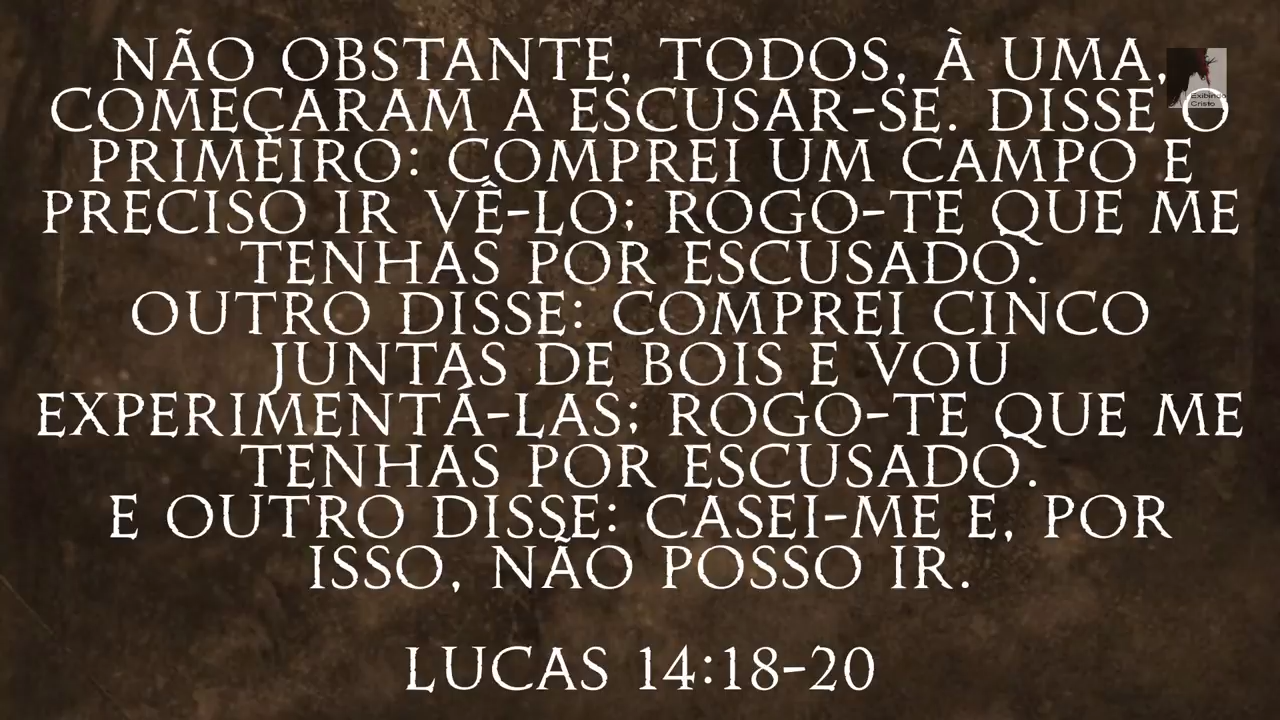 NÃO OBSTANTE, TODOS, À UMA,
COMEÇARAM A ESCUSAR-SE. DISSE O
PRIMEIRO: COMPREI UM CAMPO E
PRECISO IR VÊ-LO; ROGO-TE QUE ME
TENHAS POR ESCUSADO.
OUTRO DISSE: COMPREI CINCO
JUNTAS DE BOIS E VOU
EXPERIMENTÁ-LAS; ROGO-TE QUE ME
TENHAS POR ESCUSADO.
E OUTRO DISSE: CASEI-ME E, POR
ISSO, NÃO POSSO IR.
LUCAS 14:18-20
Exibindo
Cristo